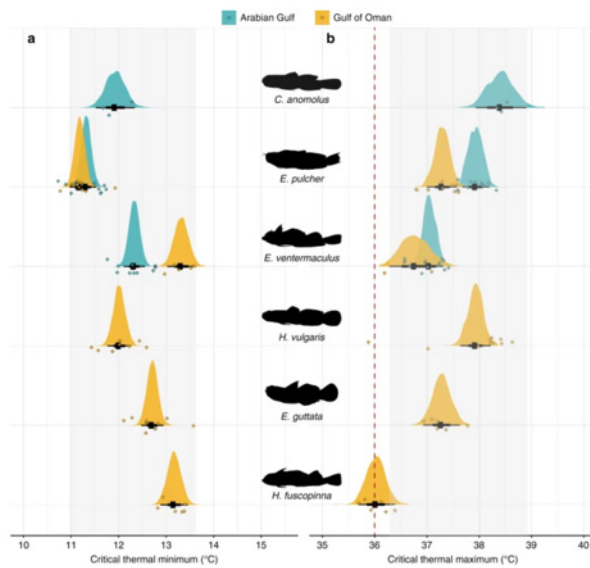 Arabian Gulf Gulf of Oman
a b
C. anomolus
E. pulcher
E. ventermaculus
H. vulgaris
E. guttata
H. fuscopinna
10 11 12 13 14 15 35 36 37 38 39 40
Critical thermal minimum (°C) Critical thermal maximum (°C)